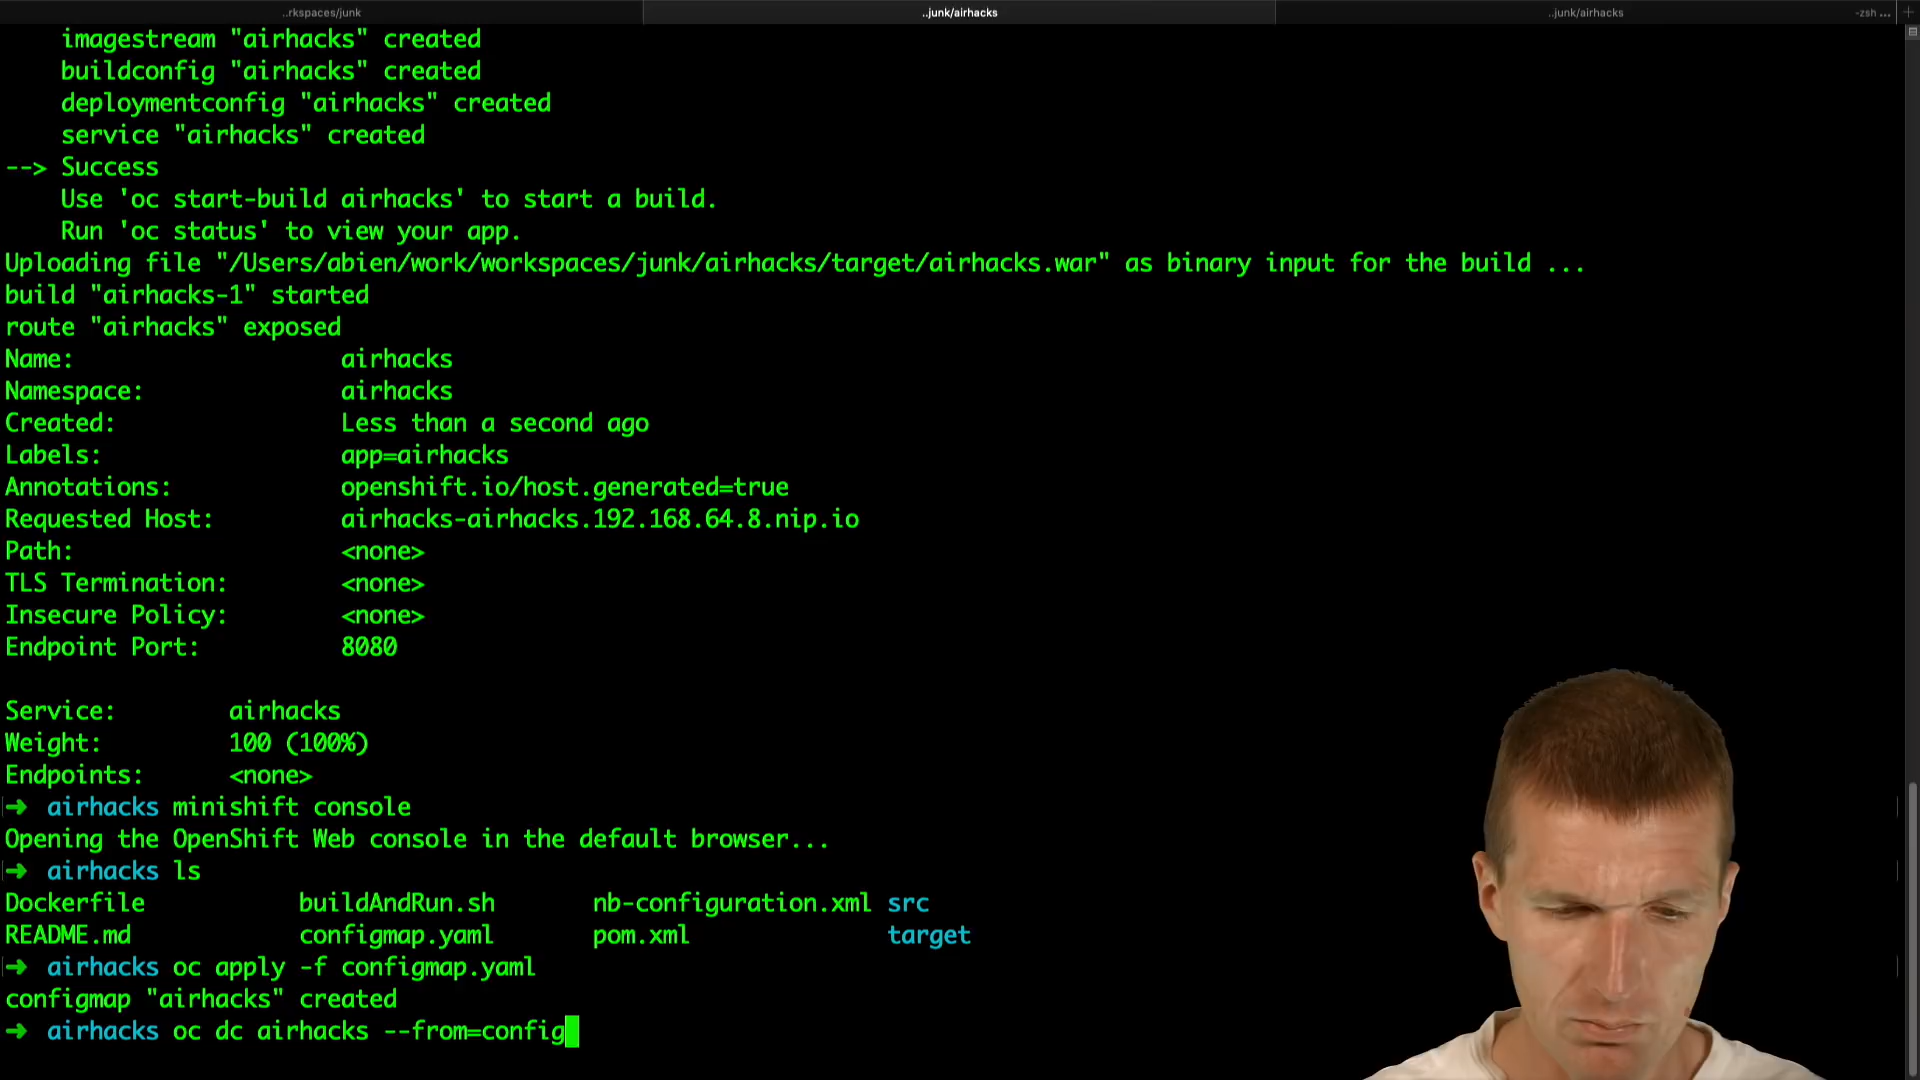 ..rkspaces/junk
..junk/airhacks
..junk/airhacks
-zsh ...
imagestream "airhacks" created
buildconfig "airhacks" created
deploymentconfig "airhacks" created
service "airhacks" created
--> Success
Use 'oc start-build airhacks' to start a build.
Run 'oc status' to view your app.
Uploading file "/Users/abien/work/workspaces/junk/airhacks/target/airhacks.war" as binary input for the build ...
build "airhacks-1" started
route "airhacks" exposed
Name: airhacks
Namespace: airhacks
Created: Less than a second ago
Labels: app=airhacks
Annotations: openshift.io/host.generated=true
Requested Host: airhacks-airhacks.192.168.64.8.nip.io
Path: <none>
TLS Termination: <none>
Insecure Policy: <none>
Endpoint Port: 8080
Service: airhacks
Weight: 100 (100%)
Endpoints: <none>
➜ airhacks minishift console
Opening the OpenShift Web console in the default browser...
➜ airhacks ls
Dockerfile buildAndRun.sh nb-configuration.xml src
README.md configmap.yaml pom.xml target
➜ airhacks oc apply -f configmap.yaml
configmap "airhacks" created
➜ airhacks oc dc airhacks --from=config